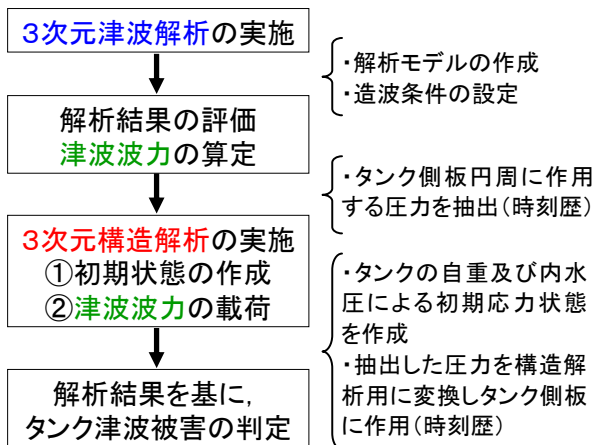 3次元津波解析の実施
・解析モデルの作成
・造波条件の設定
解析結果の評価
津波波力の算定
・タンク側板円周に作用
する圧力を抽出(時刻歴)
3次元構造解析の実施
①初期状態の作成
②津波波力の載荷
・タンクの自重及び内水
圧による初期応力状態
を作成
・抽出した圧力を構造解
析用に変換しタンク側板
に作用(時刻歴)
解析結果を基に,
タンク津波被害の判定